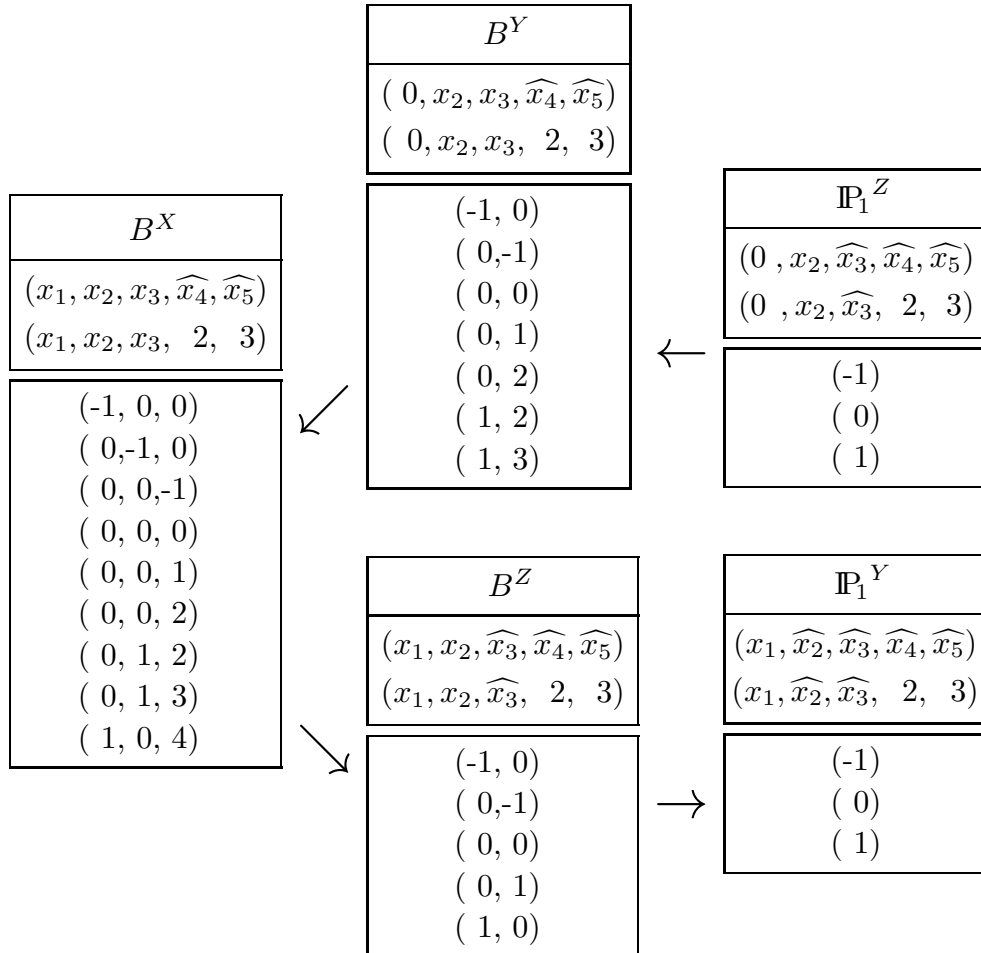 B^Y
( 0, x_2, x_3, \widehat{x_4}, \widehat{x_5})
( 0, x_2, x_3, 2, 3)
(-1, 0)
( 0,-1)
( 0, 0)
( 0, 1)
( 0, 2)
( 1, 2)
( 1, 3)
ℙ_1^Z
(0 , x_2, \widehat{x_3}, \widehat{x_4}, \widehat{x_5})
(0 , x_2, \widehat{x_3}, 2, 3)
(-1)
( 0)
( 1)
B^X
(x_1, x_2, x_3, \widehat{x_4}, \widehat{x_5})
(x_1, x_2, x_3, 2, 3)
(-1, 0, 0)
( 0,-1, 0)
( 0, 0,-1)
( 0, 0, 0)
( 0, 0, 1)
( 0, 0, 2)
( 0, 1, 2)
( 0, 1, 3)
( 1, 0, 4)
B^Z
(x_1, x_2, \widehat{x_3}, \widehat{x_4}, \widehat{x_5})
(x_1, x_2, \widehat{x_3}, 2, 3)
(-1, 0)
( 0,-1)
( 0, 0)
( 0, 1)
( 1, 0)
ℙ_1^Y
(x_1, \widehat{x_2}, \widehat{x_3}, \widehat{x_4}, \widehat{x_5})
(x_1, \widehat{x_2}, \widehat{x_3}, 2, 3)
(-1)
( 0)
( 1)